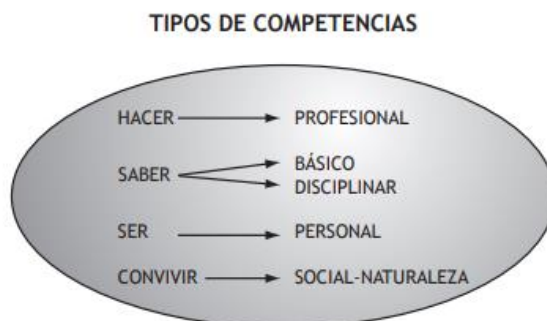 TIPOS DE COMPETENCIAS
HACER PROFESIONAL
SABER BÁSICO
DISCIPLINAR
SER PERSONAL
CONVIVIR SOCIAL-NATURALEZA